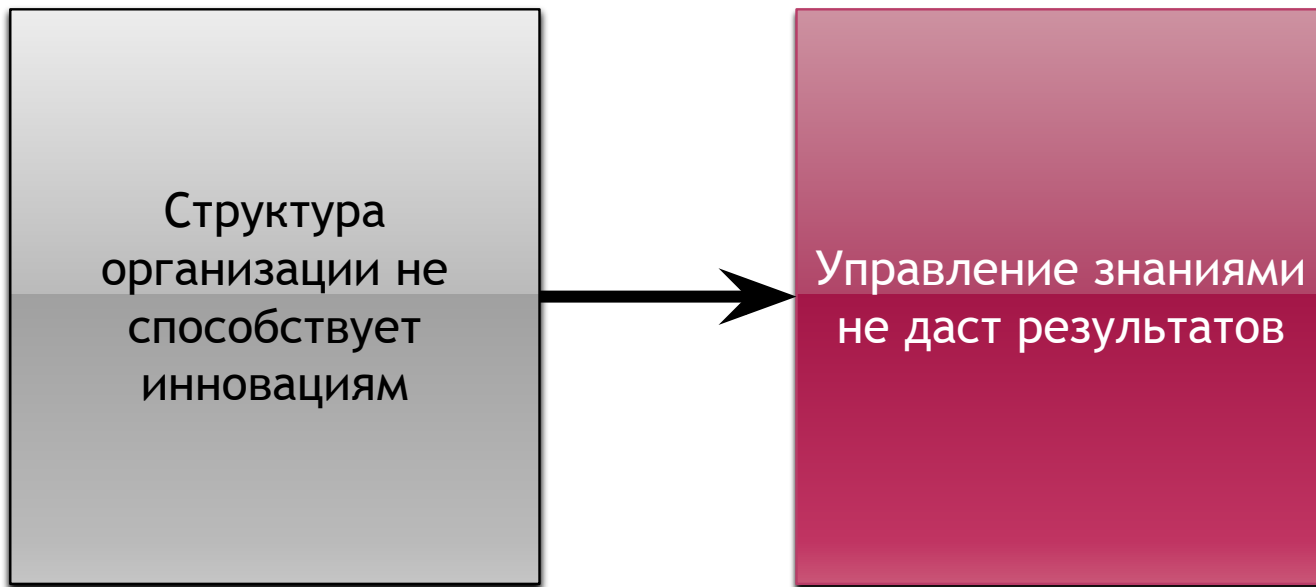 Структура
организации не
способствует
инновациям
Управление знаниями
не даст результатов